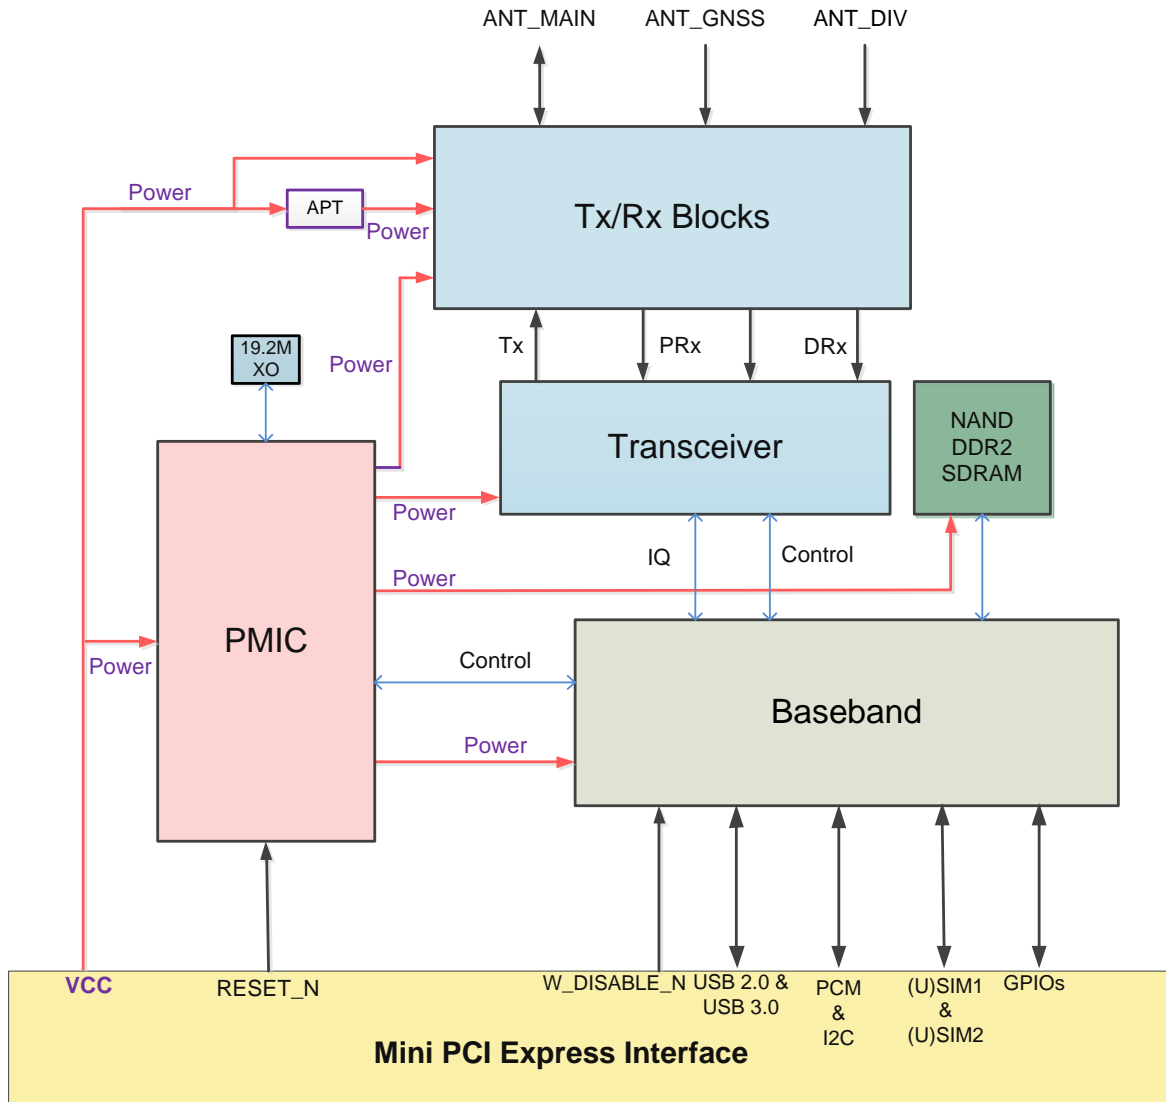 ANT_MAIN
ANT_GNSS
ANT_DIV
Power
APT
Power
Tx/Rx Blocks
Tx
PRx
DRx
19.2M
XO
Power
Transceiver
NAND
DDR2
SDRAM
Power
IQ
Control
Power
PMIC
Power
Control
Baseband
Power
VCC
RESET_N
W_DISABLE_N
USB 2.0 &
USB 3.0
PCM
&
I2C
(U)SIM1
&
(U)SIM2
GPIOs
Mini PCI Express Interface